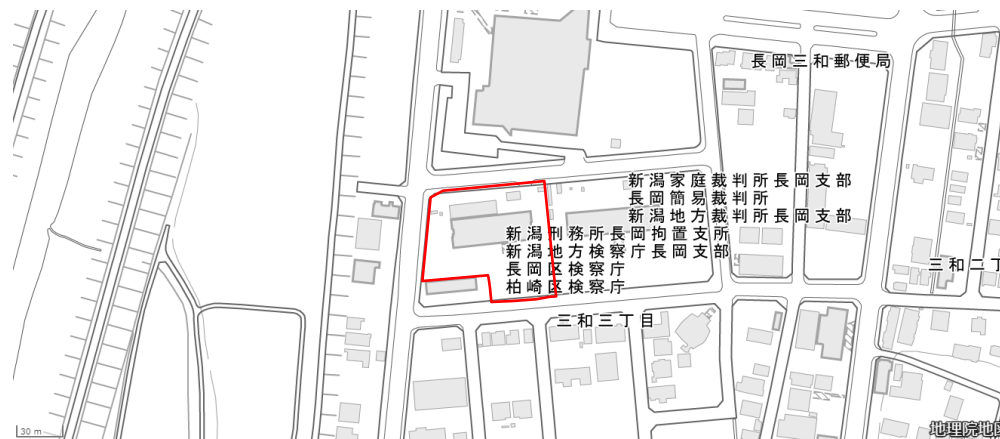 長岡三和郵便局
新潟家庭裁判所長岡支部
長岡簡易裁判所
新潟地方裁判所長岡支部
新潟刑務所長岡拘置支所
新潟地方検察庁長岡支部
長岡区検察庁
柏崎区検察庁
三和二丁
三和三丁目
30 m
地理院地図